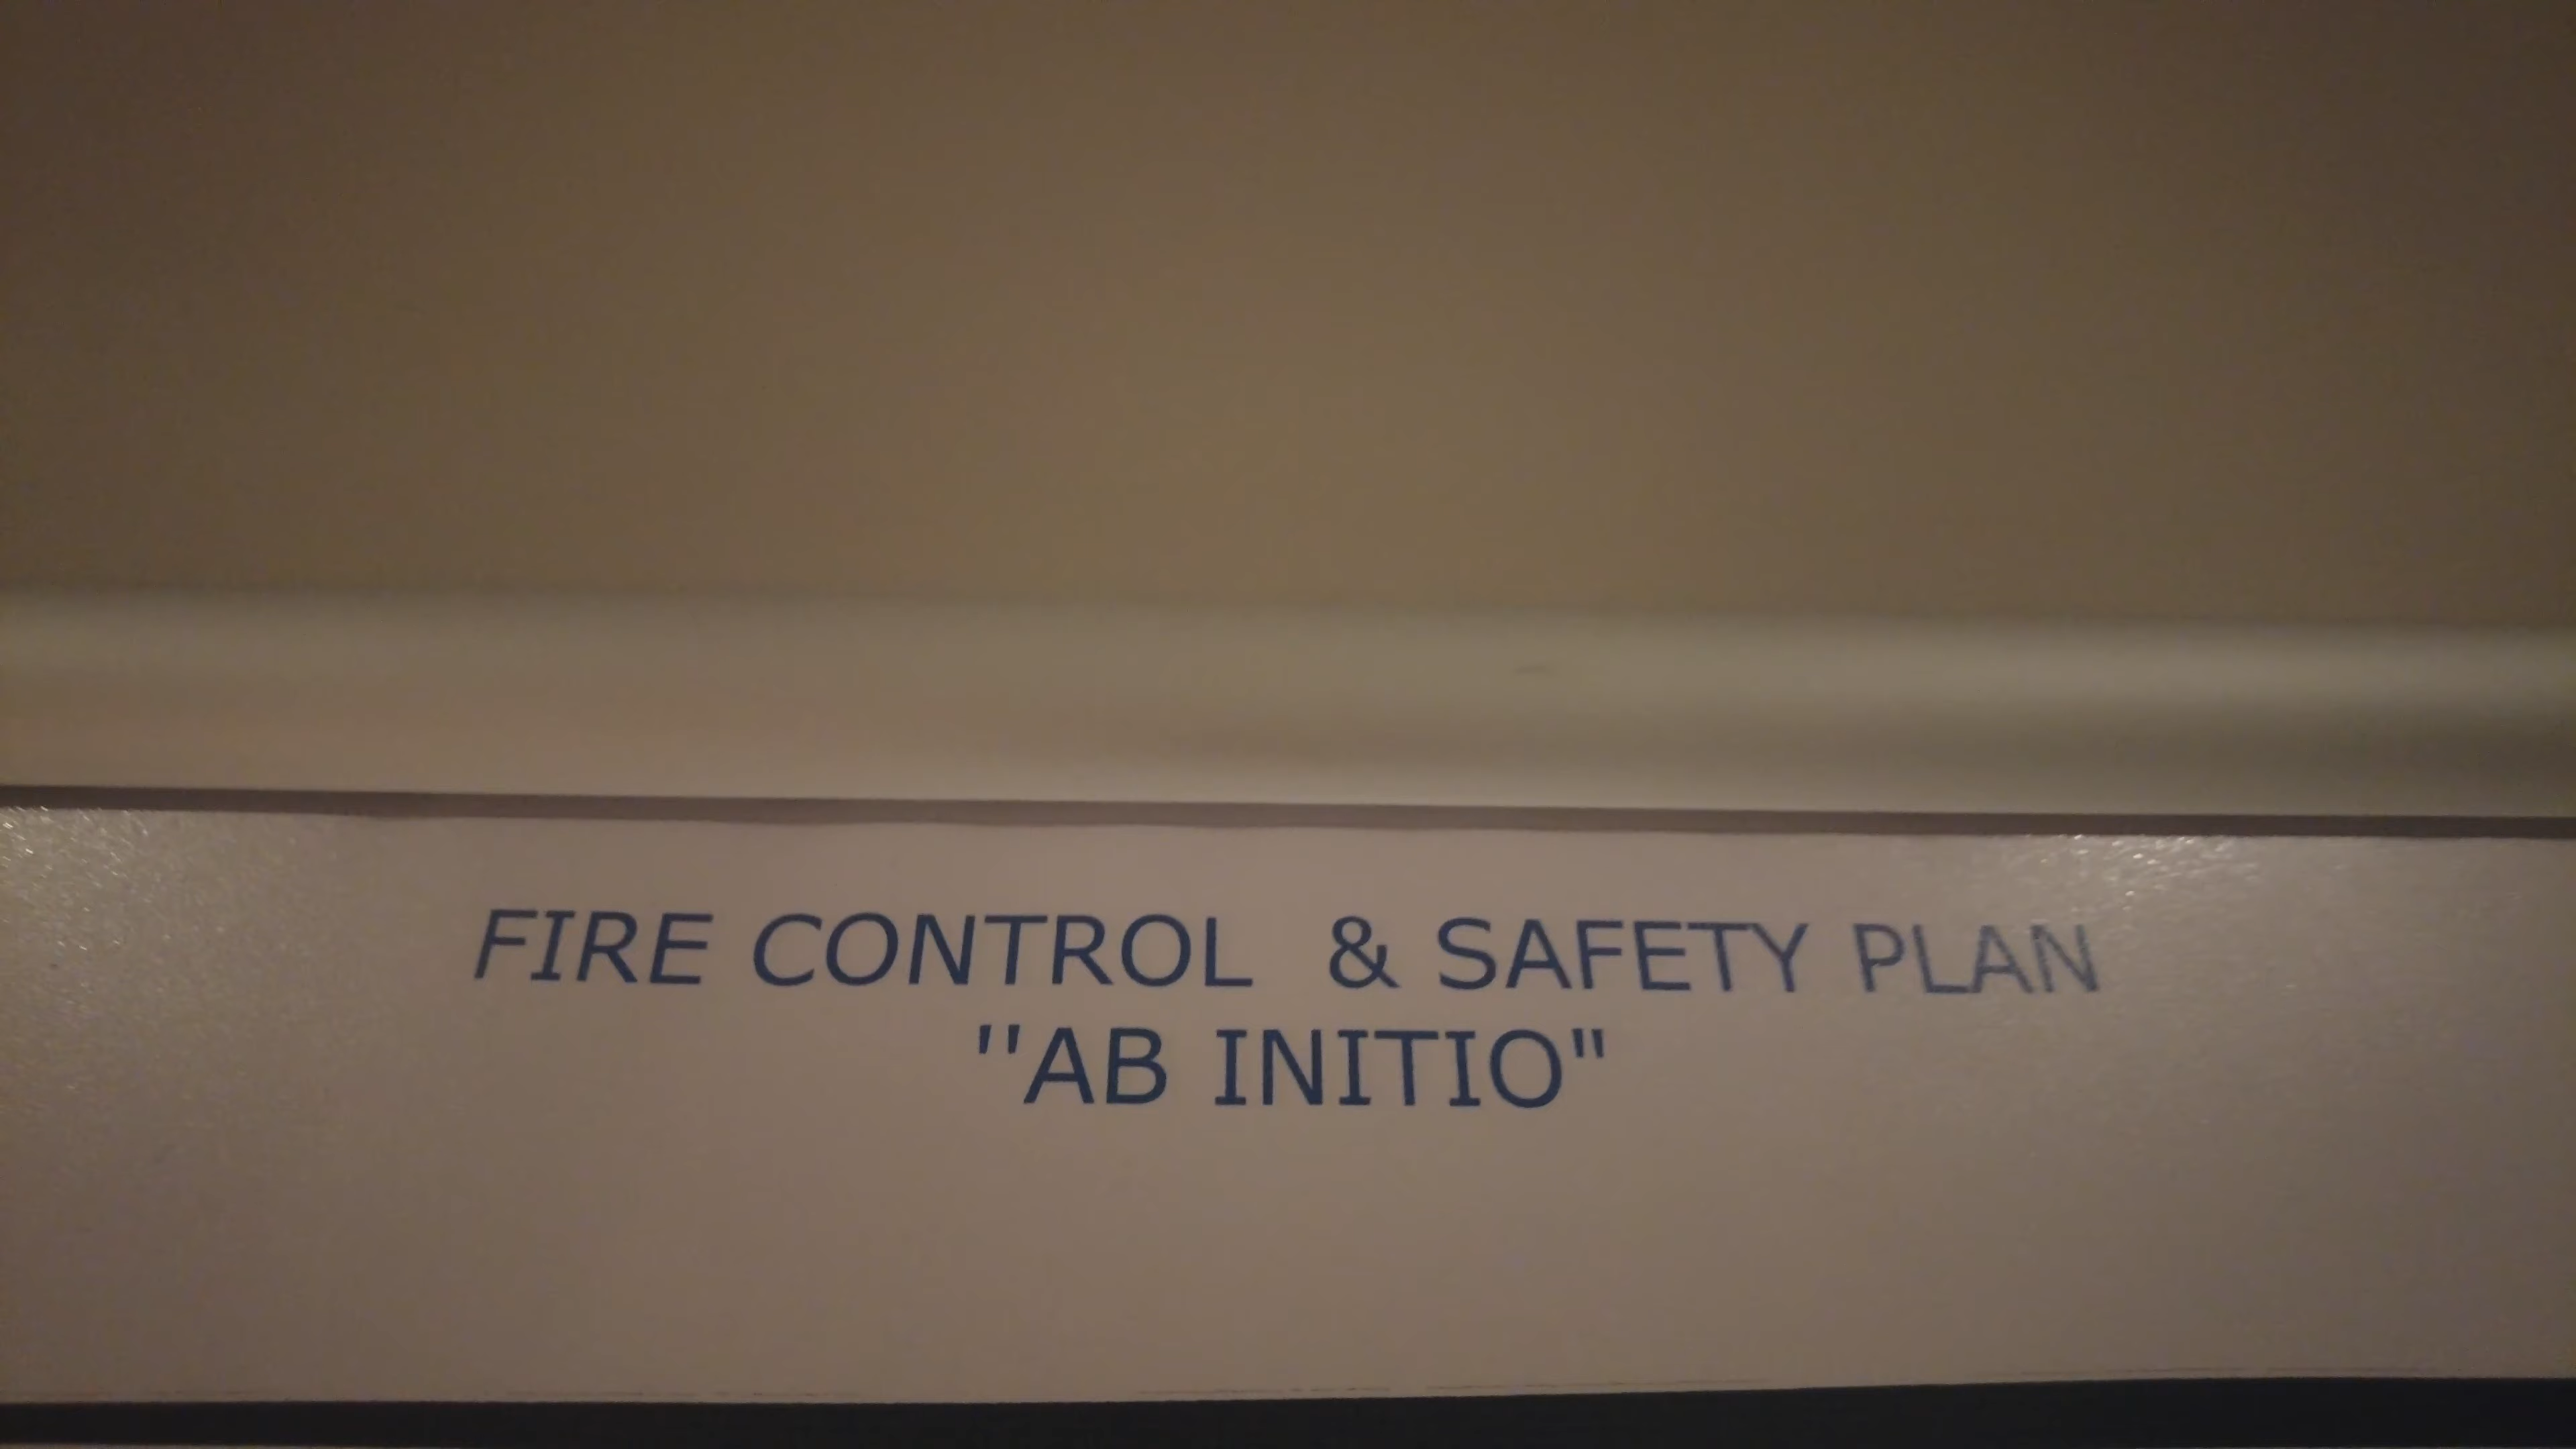 FIRE CONTROL & SAFETY PLAN
"AB INITIO"